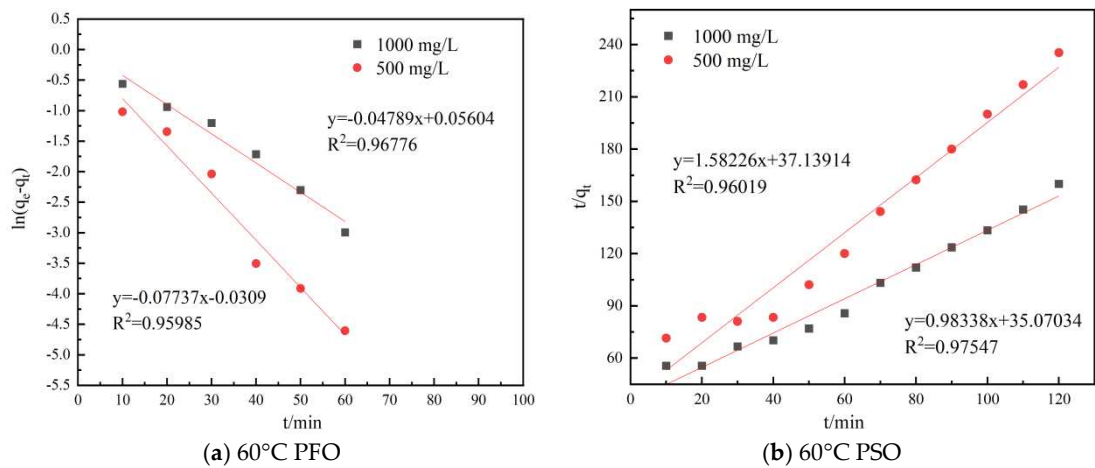 0.5
0.0
-0.5
-1.0
-1.5
-2.0
-2.5
-3.0
-3.5
-4.0
-4.5
-5.0
-5.5
ln(qₑ-qₜ)
1000 mg/L
500 mg/L
y=-0.04789x+0.05604
R²=0.96776
y=-0.07737x-0.0309
R²=0.95985
0 10 20 30 40 50 60 70 80 90 100
t/min
(a) 60°C PFO
240
210
180
150
120
90
60
t/qₜ
1000 mg/L
500 mg/L
y=1.58226x+37.13914
R²=0.96019
y=0.98338x+35.07034
R²=0.97547
0 20 40 60 80 100 120
t/min
(b) 60°C PSO